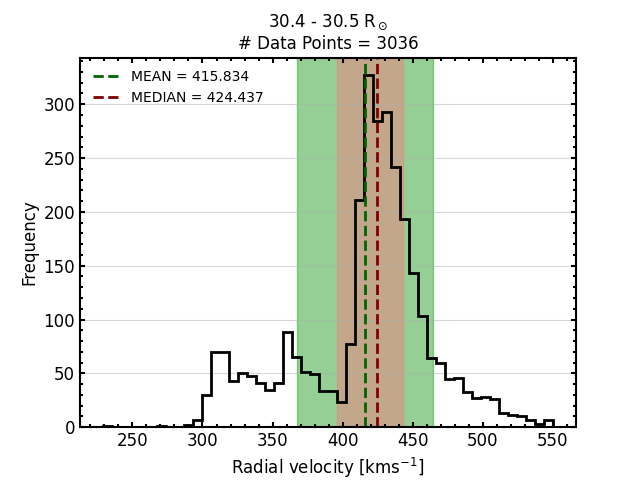 30.4 - 30.5 R⊙
# Data Points = 3036
MEAN = 415.834
MEDIAN = 424.437
Frequency
300
250
200
150
100
50
0
250 300 350 400 450 500 550
Radial velocity [kms⁻¹]